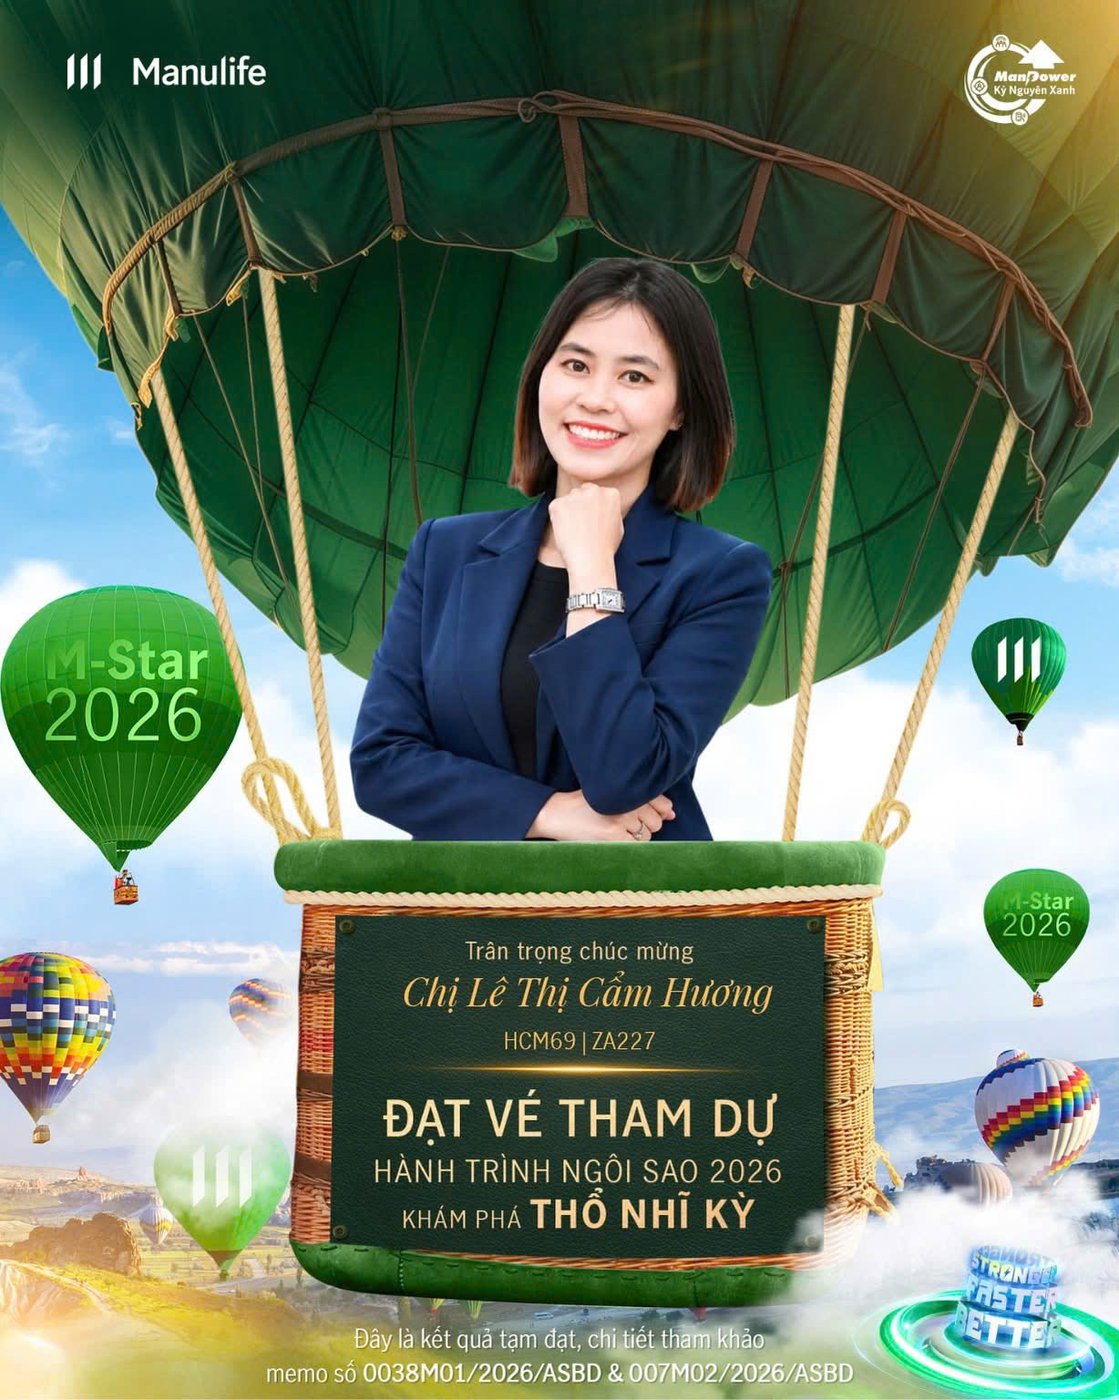 Manulife
ManPower
Kỷ Nguyên Xanh
M-Star
2026
M-Star
2026
Trân trọng chúc mừng
Chị Lê Thị Cẩm Hương
HCM69 | ZA227
ĐẠT VÉ THAM DỰ
HÀNH TRÌNH NGÔI SAO 2026
KHÁM PHÁ THỔ NHĨ KỲ
STRONGER
FASTER
BETTER
Đây là kết quả tạm đạt, chi tiết tham khảo
memo số 0038M01/2026/ASBD & 007M02/2026/ASBD